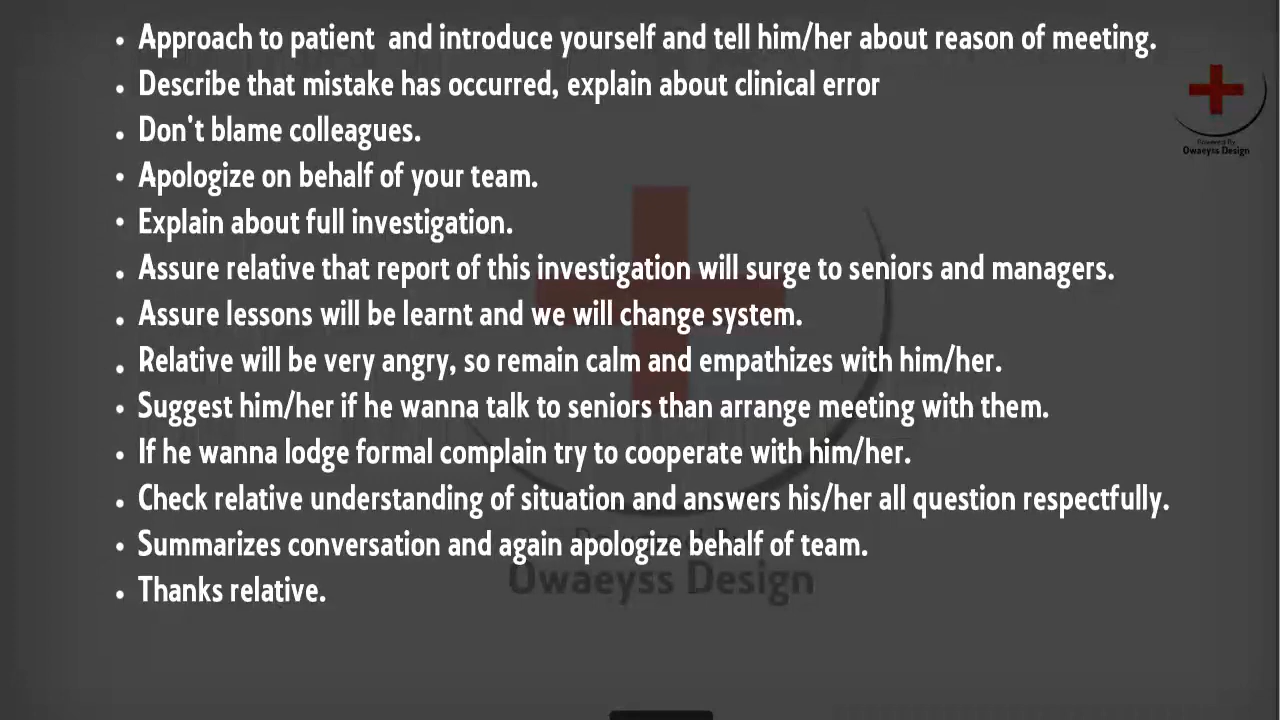 • Approach to patient and introduce yourself and tell him/her about reason of meeting.
• Describe that mistake has occurred, explain about clinical error
• Don't blame colleagues.
• Apologize on behalf of your team.
• Explain about full investigation.
• Assure relative that report of this investigation will surge to seniors and managers.
• Assure lessons will be learnt and we will change system.
• Relative will be very angry, so remain calm and empathizes with him/her.
• Suggest him/her if he wanna talk to seniors than arrange meeting with them.
• If he wanna lodge formal complain try to cooperate with him/her.
• Check relative understanding of situation and answers his/her all question respectfully.
• Summarizes conversation and again apologize behalf of team.
• Thanks relative.
Powered By
Owaeyss Design
Owaeyss Design